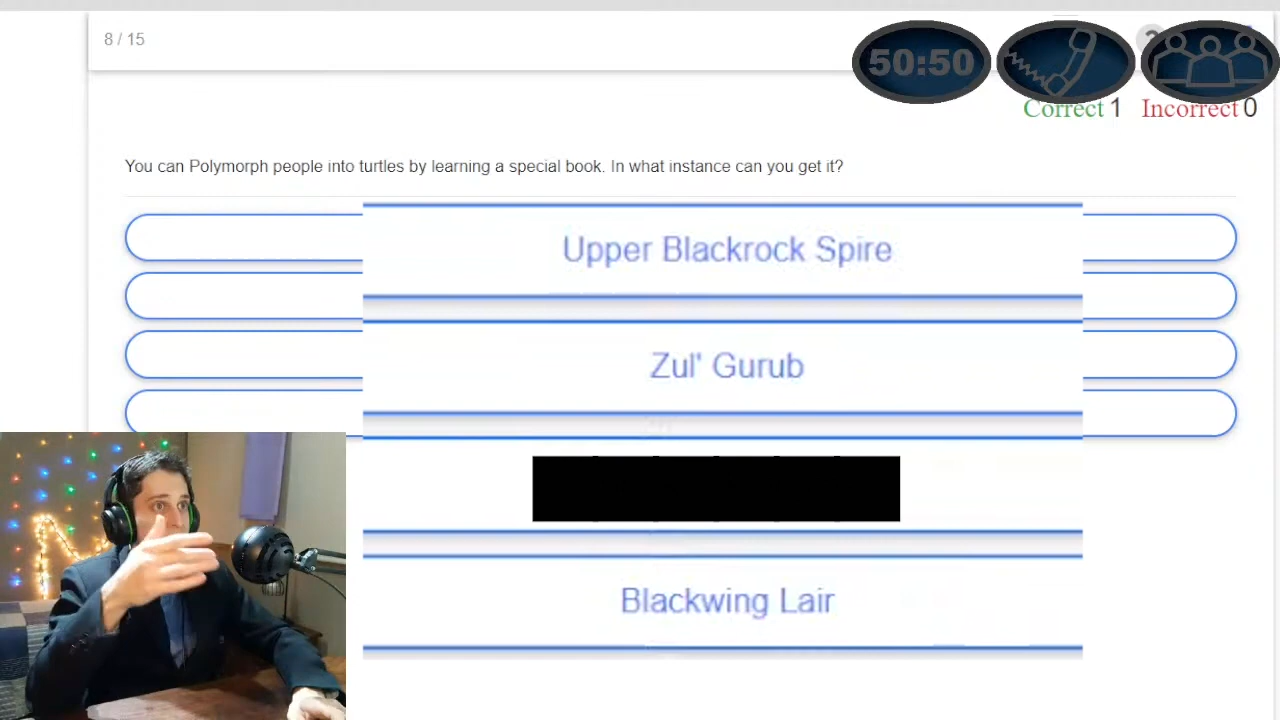 8 / 15
50:50
Correct 1 Incorrect 0
You can Polymorph people into turtles by learning a special book. In what instance can you get it?
Upper Blackrock Spire
Zul' Gurub
Blackwing Lair